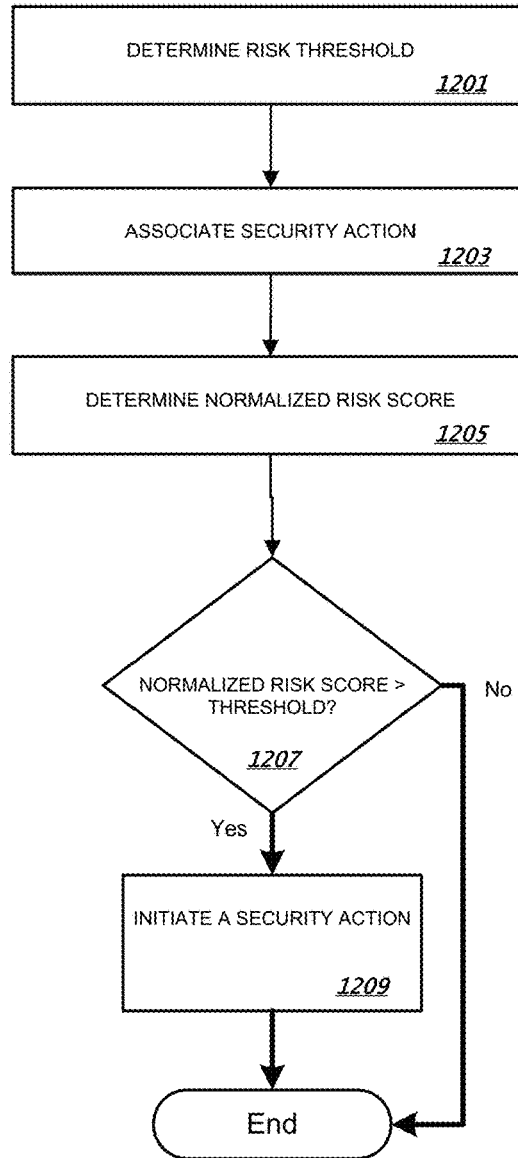 DETERMINE RISK THRESHOLD
1201
ASSOCIATE SECURITY ACTION
1203
DETERMINE NORMALIZED RISK SCORE
1205
NORMALIZED RISK SCORE >
THRESHOLD?
No
1207
Yes
INITIATE A SECURITY ACTION
1209
End